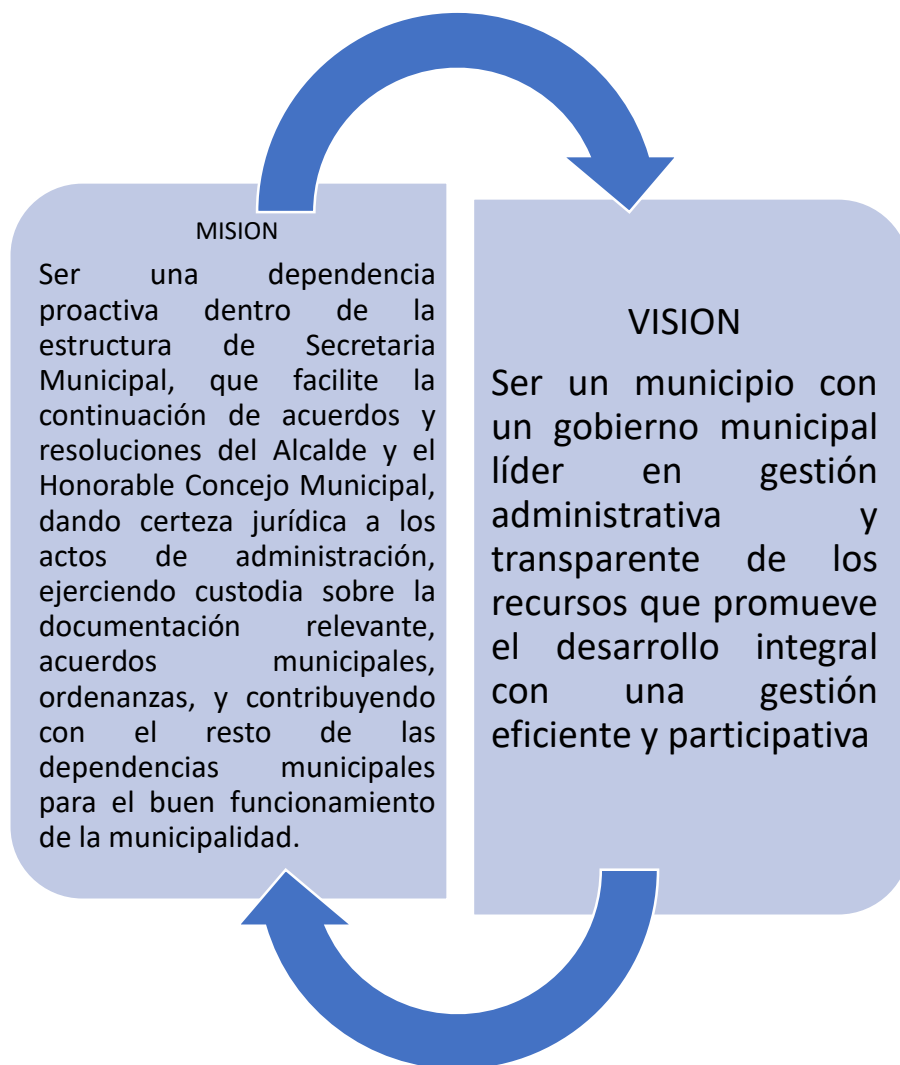 MISION
Ser una dependencia
proactiva dentro de la
estructura de Secretaria
Municipal, que facilite la
continuación de acuerdos y
resoluciones del Alcalde y el
Honorable Concejo Municipal,
dando certeza jurídica a los
actos de administración,
ejerciendo custodia sobre la
documentación relevante,
acuerdos municipales,
ordenanzas, y contribuyendo
con el resto de las
dependencias municipales
para el buen funcionamiento
de la municipalidad.
VISION
Ser un municipio con
un gobierno municipal
líder en gestión
administrativa y
transparente de los
recursos que promueve
el desarrollo integral
con una gestión
eficiente y participativa